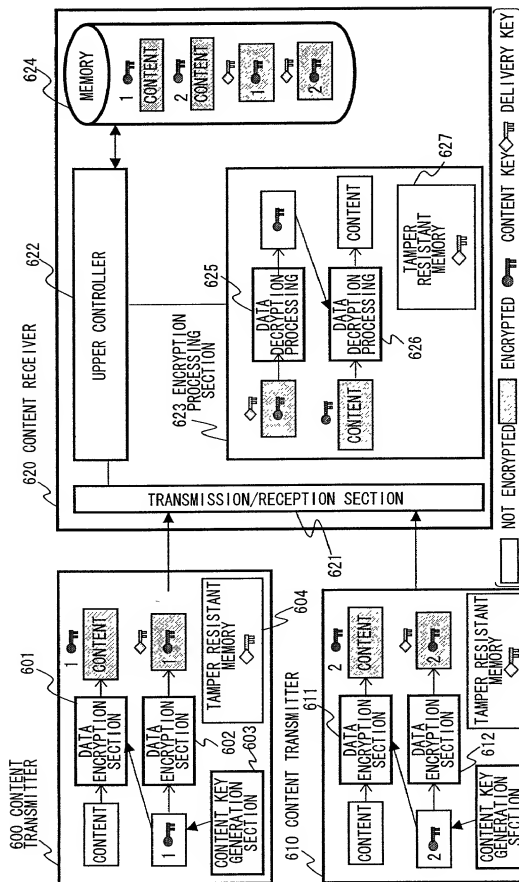 600 CONTENT
TRANSMITTER
601
CONTENT
DATA
ENCRYPTION
SECTION
1
CONTENT
1
DATA
ENCRYPTION
SECTION
1
602
CONTENT KEY
GENERATION
SECTION
603
TAMPER RESISTANT
MEMORY
604
610 CONTENT TRANSMITTER
611
CONTENT
DATA
ENCRYPTION
SECTION
2
CONTENT
2
DATA
ENCRYPTION
SECTION
2
612
CONTENT KEY
GENERATION
SECTION
TAMPER RESISTANT
MEMORY
620 CONTENT RECEIVER
TRANSMISSION/RECEPTION SECTION
621
622
UPPER CONTROLLER
624
MEMORY
1
CONTENT
2
CONTENT
1
2
623 ENCRYPTION
PROCESSING
SECTION
625
DATA
DECRYPTION
PROCESSING
CONTENT
DATA
DECRYPTION
PROCESSING
626
CONTENT
TAMPER
RESISTANT
MEMORY
627
NOT ENCRYPTED
ENCRYPTED
CONTENT KEY
DELIVERY KEY